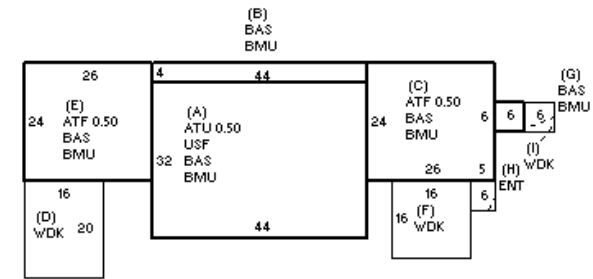 (B)
BAS
BMU
26
4
44
(C)
ATF 0.50
BAS
BMU
(G)
BAS
BMU
(E)
ATF 0.50
BAS
BMU
24
(A)
ATU 0.50
USF
BAS
BMU
32
24
6
6
6
(I)
WDK
26
5
(H)
ENT
16
(D)
WDK
20
44
16
16
(F)
WDK
6